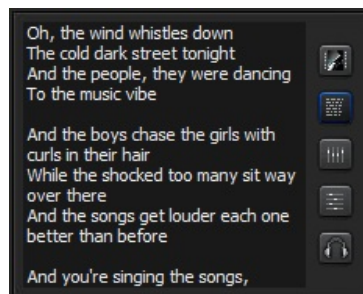 Oh, the wind whistles down
The cold dark street tonight
And the people, they were dancing
To the music vibe
And the boys chase the girls with
curls in their hair
While the shocked too many sit way
over there
And the songs get louder each one
better than before
And you're singing the songs,